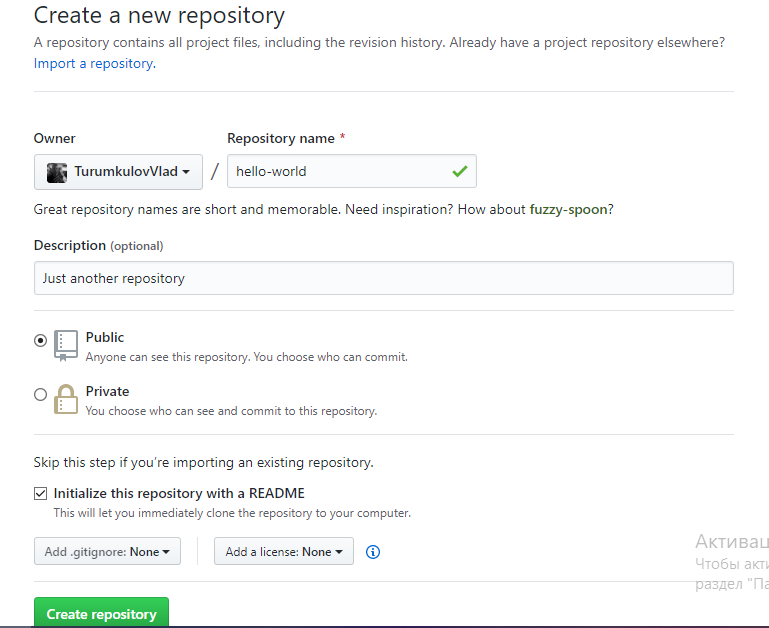 Create a new repository
A repository contains all project files, including the revision history. Already have a project repository elsewhere?
Import a repository.
Owner
Repository name *
TurumkulovVlad
/
hello-world
Great repository names are short and memorable. Need inspiration? How about fuzzy-spoon?
Description (optional)
Just another repository
Public
Anyone can see this repository. You choose who can commit.
Private
You choose who can see and commit to this repository.
Skip this step if you’re importing an existing repository.
Initialize this repository with a README
This will let you immediately clone the repository to your computer.
Add .gitignore: None
Add a license: None
Активац
Чтобы акти
раздел "Па
Create repository